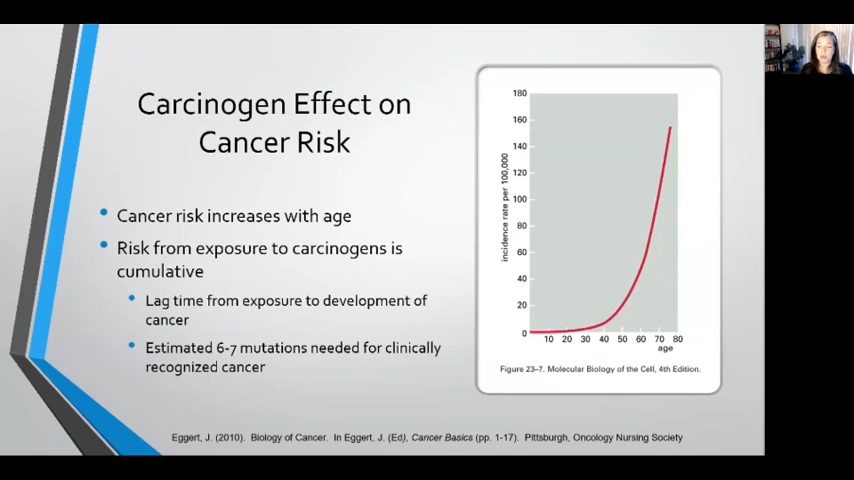 Carcinogen Effect on
Cancer Risk
• Cancer risk increases with age
• Risk from exposure to carcinogens is
cumulative
• Lag time from exposure to development of
cancer
• Estimated 6-7 mutations needed for clinically
recognized cancer
180
160
140
120
100
80
60
40
20
0
incidence rate per 100,000
10 20 30 40 50 60 70 80
age
Figure 23–7. Molecular Biology of the Cell, 4th Edition.
Eggert, J. (2010). Biology of Cancer. In Eggert, J. (Ed), Cancer Basics (pp. 1-17). Pittsburgh, Oncology Nursing Society